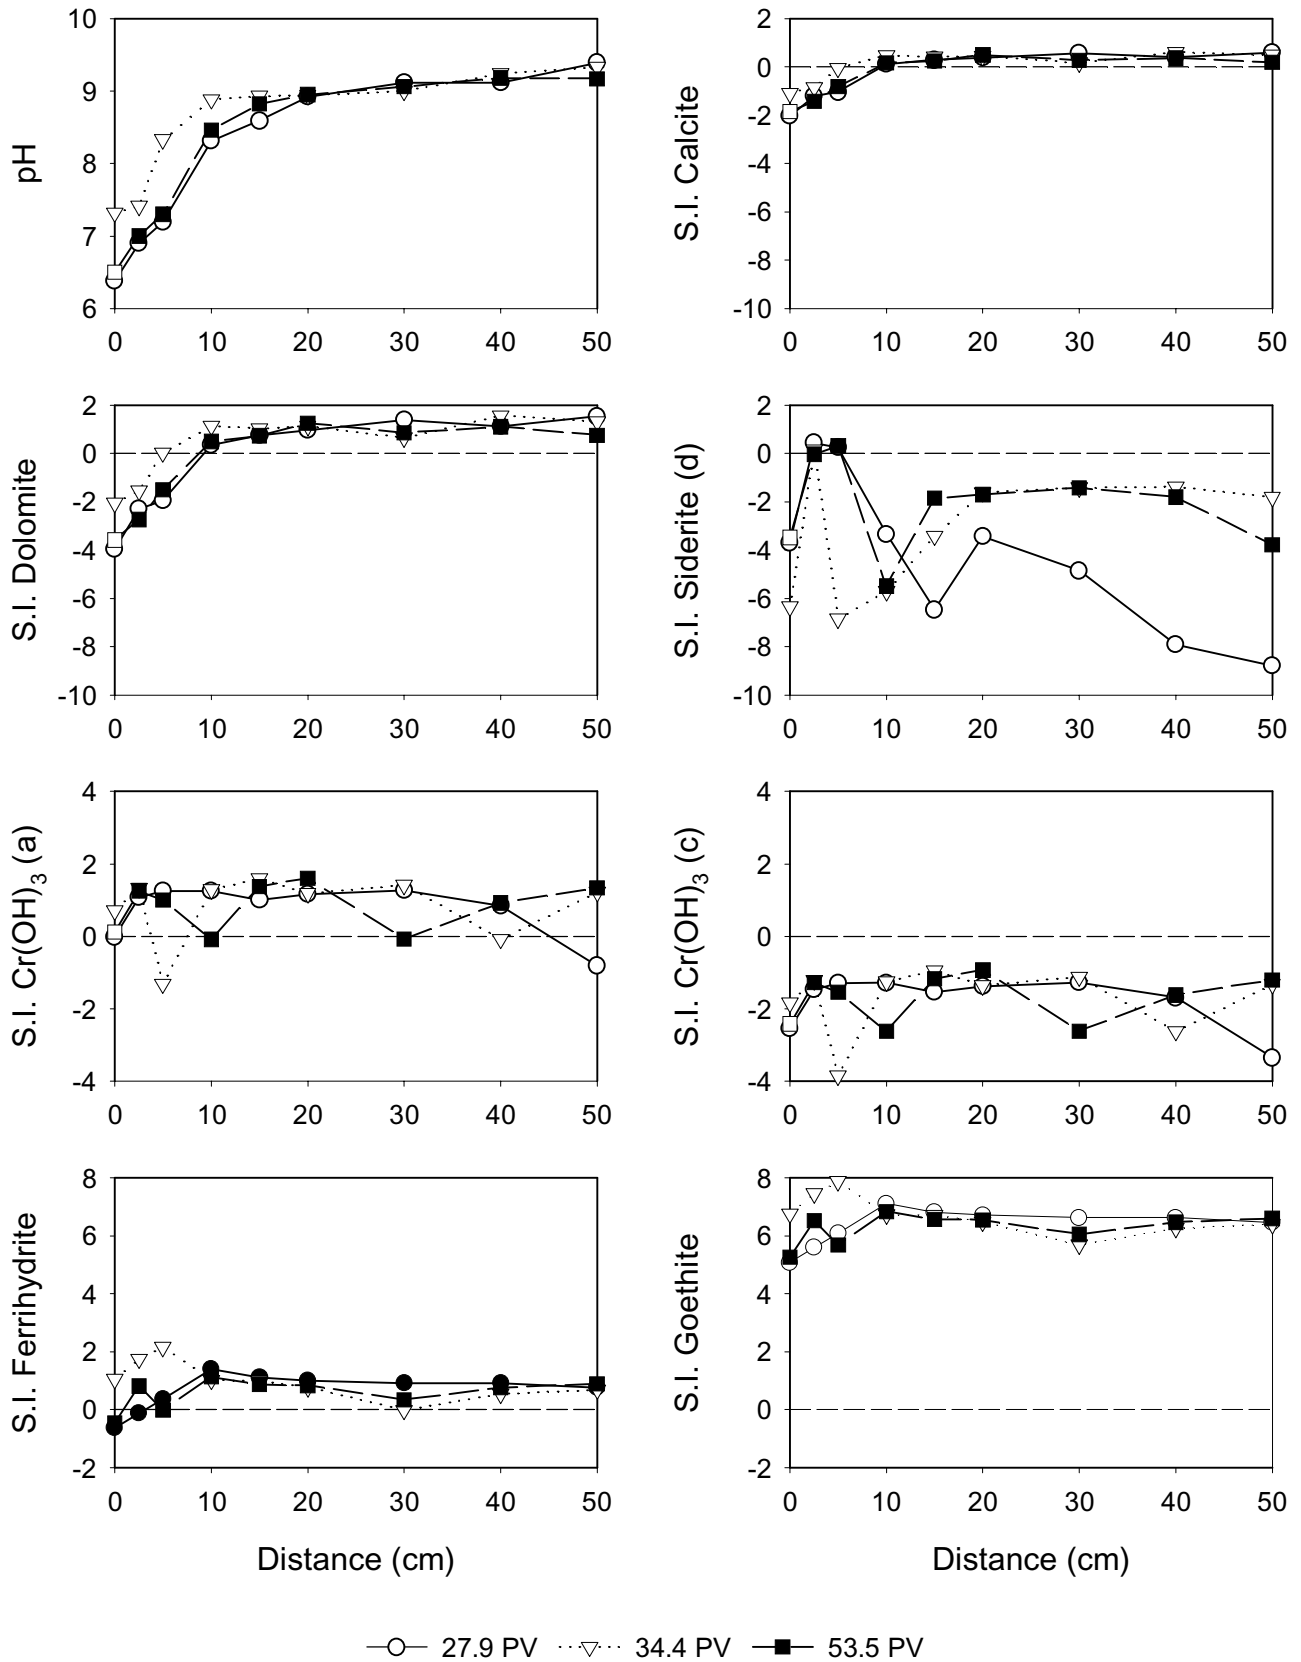 10
9
8
7
6
pH
0 10 20 30 40 50
2
0
-2
-4
-6
-8
-10
S.I. Calcite
0 10 20 30 40 50
2
0
-2
-4
-6
-8
-10
S.I. Dolomite
0 10 20 30 40 50
2
0
-2
-4
-6
-8
-10
S.I. Siderite (d)
0 10 20 30 40 50
4
2
0
-2
-4
S.I. Cr(OH)3 (a)
0 10 20 30 40 50
4
2
0
-2
-4
S.I. Cr(OH)3 (c)
0 10 20 30 40 50
8
6
4
2
0
-2
S.I. Ferrihydrite
0 10 20 30 40 50
Distance (cm)
8
6
4
2
0
-2
S.I. Goethite
0 10 20 30 40 50
Distance (cm)
27.9 PV 34.4 PV 53.5 PV